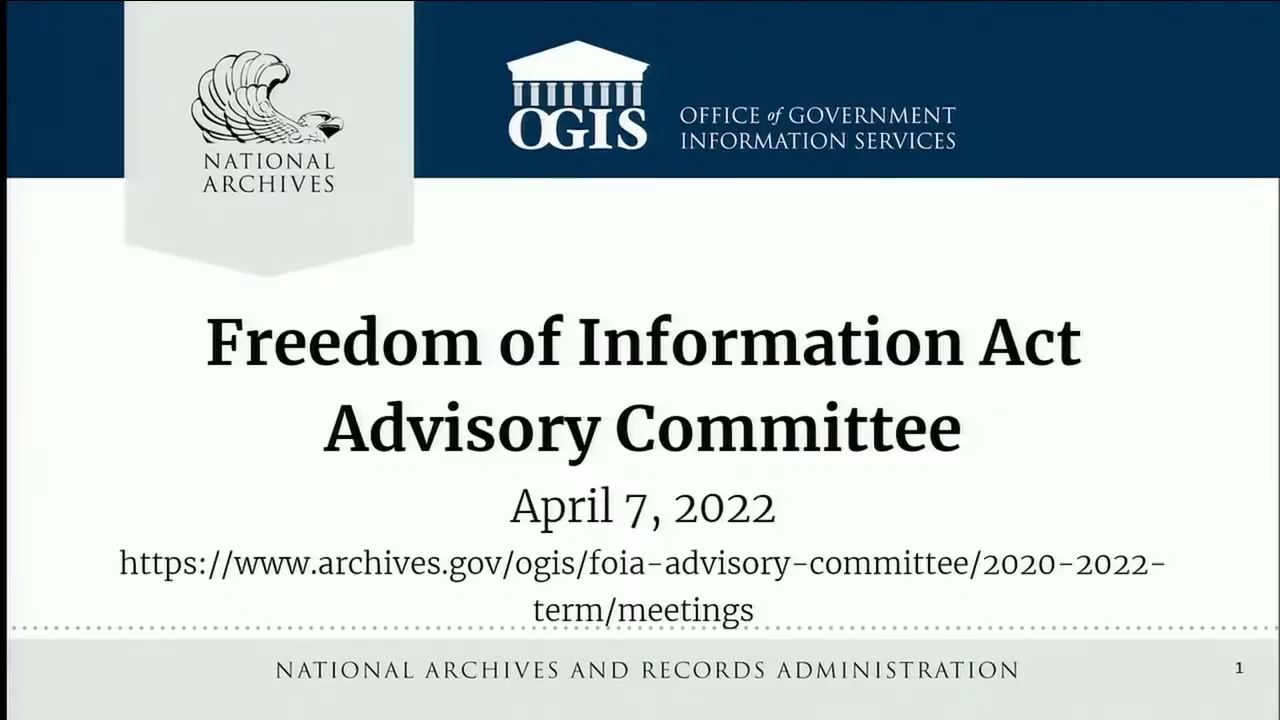 NATIONAL
ARCHIVES
OGIS
OFFICE of GOVERNMENT
INFORMATION SERVICES
Freedom of Information Act
Advisory Committee
April 7, 2022
https://www.archives.gov/ogis/foia-advisory-committee/2020-2022-
term/meetings
NATIONAL ARCHIVES AND RECORDS ADMINISTRATION
1